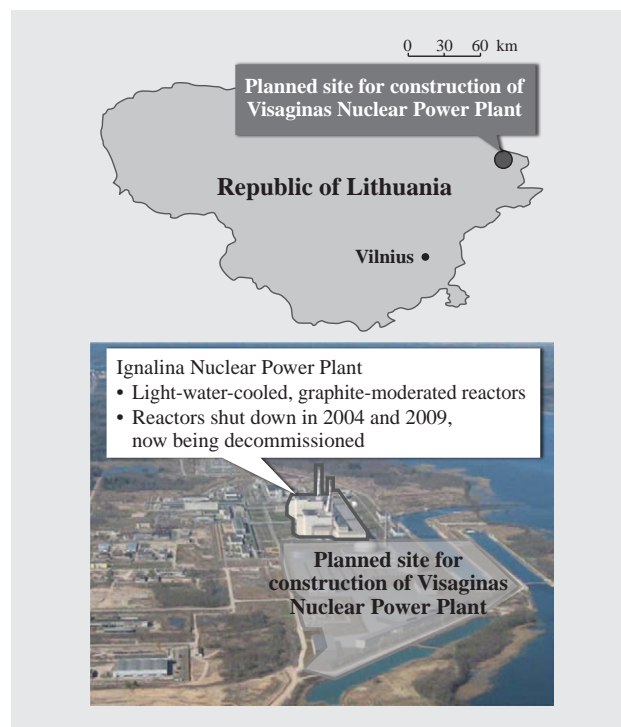 0 30 60 km
Planned site for construction of
Visaginas Nuclear Power Plant
Republic of Lithuania
Vilnius
Ignalina Nuclear Power Plant
• Light-water-cooled, graphite-moderated reactors
• Reactors shut down in 2004 and 2009,
now being decommissioned
Planned site for
construction of Visaginas
Nuclear Power Plant